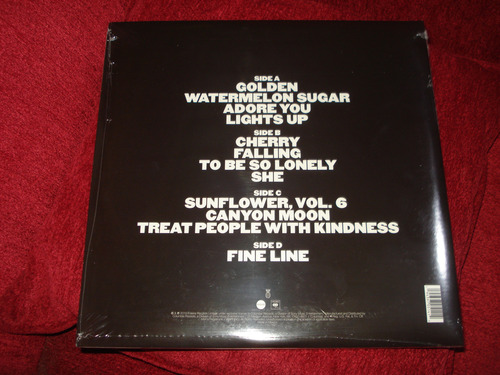 SIDE A
GOLDEN
WATERMELON SUGAR
ADORE YOU
LIGHTS UP
SIDE B
CHERRY
FALLING
TO BE SO LONELY
SHE
SIDE C
SUNFLOWER, VOL. 6
CANYON MOON
TREAT PEOPLE WITH KINDNESS
SIDE D
FINE LINE